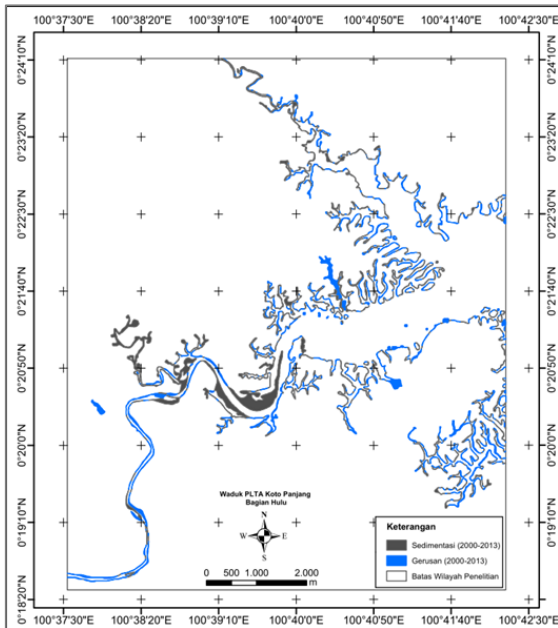 100°37'30"E 100°38'20"E 100°39'10"E 100°40'0"E 100°40'50"E 100°41'40"E 100°42'30"E
0°24'10"N 0°24'10"N
0°23'20"N 0°23'20"N
0°22'30"N 0°22'30"N
0°21'40"N 0°21'40"N
0°20'50"N 0°20'50"N
0°20'0"N 0°20'0"N
0°19'10"N 0°19'10"N
0°18'20"N 0°18'20"N
Waduk PLTA Koto Panjang
Bagian Hulu
N
W E
S
0 500 1.000 2.000
m
Keterangan
Sedimentasi (2000-2013)
Gerusan (2000-2013)
Batas Wilayah Penelitian
100°37'30"E 100°38'20"E 100°39'10"E 100°40'0"E 100°40'50"E 100°41'40"E 100°42'30"E